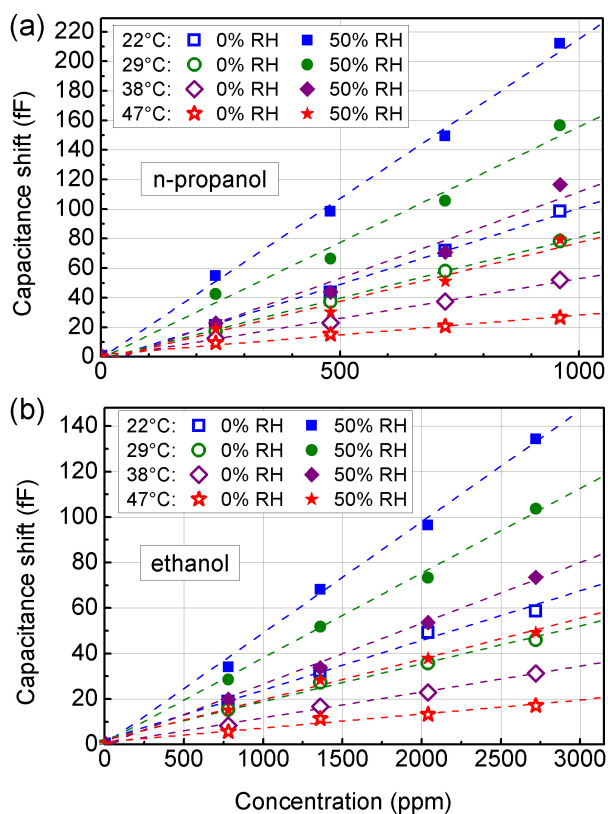 (a)
220
200
180
160
140
120
100
80
60
40
20
0
22°C: 0% RH 50% RH
29°C: 0% RH 50% RH
38°C: 0% RH 50% RH
47°C: 0% RH 50% RH
n-propanol
Capacitance shift (fF)
0 500 1000
(b)
140
120
100
80
60
40
20
0
22°C: 0% RH 50% RH
29°C: 0% RH 50% RH
38°C: 0% RH 50% RH
47°C: 0% RH 50% RH
ethanol
Capacitance shift (fF)
0 500 1000 1500 2000 2500 3000
Concentration (ppm)